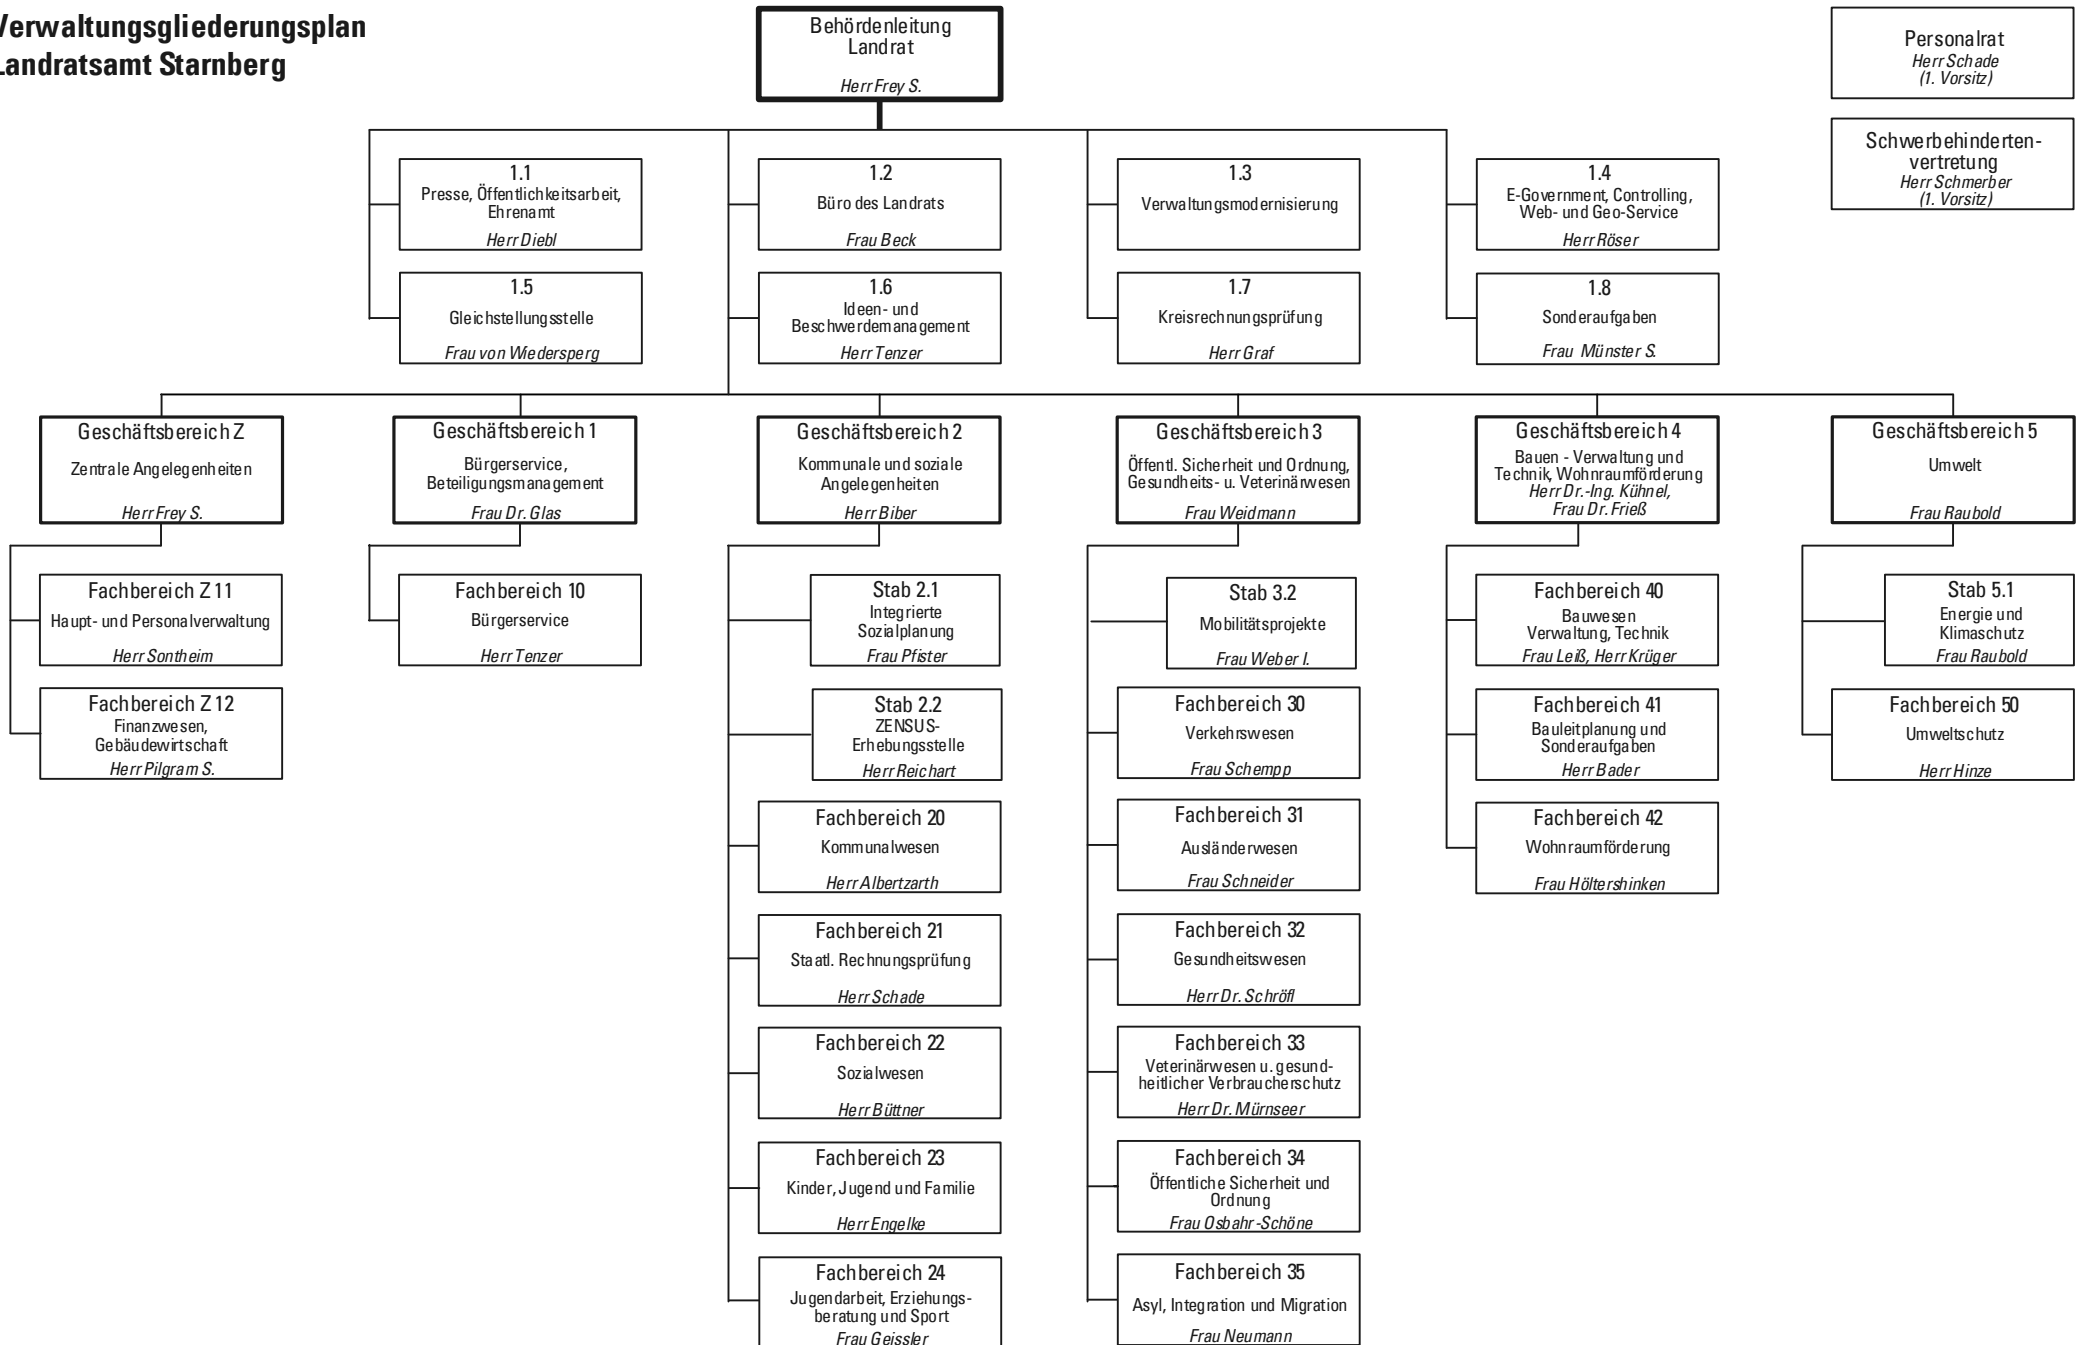 Verwaltungsgliederungsplan
Landratsamt Starnberg
Behördenleitung
Landrat
Herr Frey S.
Personalrat
Herr Schade
(1. Vorsitz)
Schwerbehinderten-
vertretung
Herr Schmerber
(1. Vorsitz)
1.1
Presse, Öffentlichkeitsarbeit,
Ehrenamt
Herr Diebl
1.2
Büro des Landrats
Frau Beck
1.3
Verwaltungsmodernisierung
1.4
E-Government, Controlling,
Web- und Geo-Service
Herr Röser
1.5
Gleichstellungsstelle
Frau von Wiedersperg
1.6
Ideen- und
Beschwerdemanagement
Herr Tenzer
1.7
Kreisrechnungsprüfung
Herr Graf
1.8
Sonderaufgaben
Frau Münster S.
Geschäftsbereich Z
Zentrale Angelegenheiten
Herr Frey S.
Geschäftsbereich 1
Bürgerservice,
Beteiligungsmanagement
Frau Dr. Glas
Geschäftsbereich 2
Kommunale und soziale
Angelegenheiten
Herr Biber
Geschäftsbereich 3
Öffentl. Sicherheit und Ordnung,
Gesundheits- u. Veterinärwesen
Frau Weidmann
Geschäftsbereich 4
Bauen - Verwaltung und
Technik, Wohnraumförderung
Herr Dr.-Ing. Kühnel,
Frau Dr. Frieß
Geschäftsbereich 5
Umwelt
Frau Raubold
Fachbereich Z 11
Haupt- und Personalverwaltung
Herr Sontheim
Fachbereich Z 12
Finanzwesen,
Gebäudewirtschaft
Herr Pilgram S.
Fachbereich 10
Bürgerservice
Herr Tenzer
Stab 2.1
Integrierte
Sozialplanung
Frau Pfister
Stab 2.2
ZENSUS-
Erhebungsstelle
Herr Reichart
Fachbereich 20
Kommunalwesen
Herr Albertzarth
Fachbereich 21
Staatl. Rechnungsprüfung
Herr Schade
Fachbereich 22
Sozialwesen
Herr Büttner
Fachbereich 23
Kinder, Jugend und Familie
Herr Engelke
Fachbereich 24
Jugendarbeit, Erziehungs-
beratung und Sport
Frau Geissler
Stab 3.2
Mobilitätsprojekte
Frau Weber I.
Fachbereich 30
Verkehrswesen
Frau Schempp
Fachbereich 31
Ausländerwesen
Frau Schneider
Fachbereich 32
Gesundheitswesen
Herr Dr. Schröfl
Fachbereich 33
Veterinärwesen u. gesund-
heitlicher Verbraucherschutz
Herr Dr. Mürnseer
Fachbereich 34
Öffentliche Sicherheit und
Ordnung
Frau Osbahr-Schöne
Fachbereich 35
Asyl, Integration und Migration
Frau Neumann
Fachbereich 40
Bauwesen
Verwaltung, Technik
Frau Leiß, Herr Krüger
Fachbereich 41
Bauleitplanung und
Sonderaufgaben
Herr Bader
Fachbereich 42
Wohnraumförderung
Frau Höltershinken
Stab 5.1
Energie und
Klimaschutz
Frau Raubold
Fachbereich 50
Umweltschutz
Herr Hinze